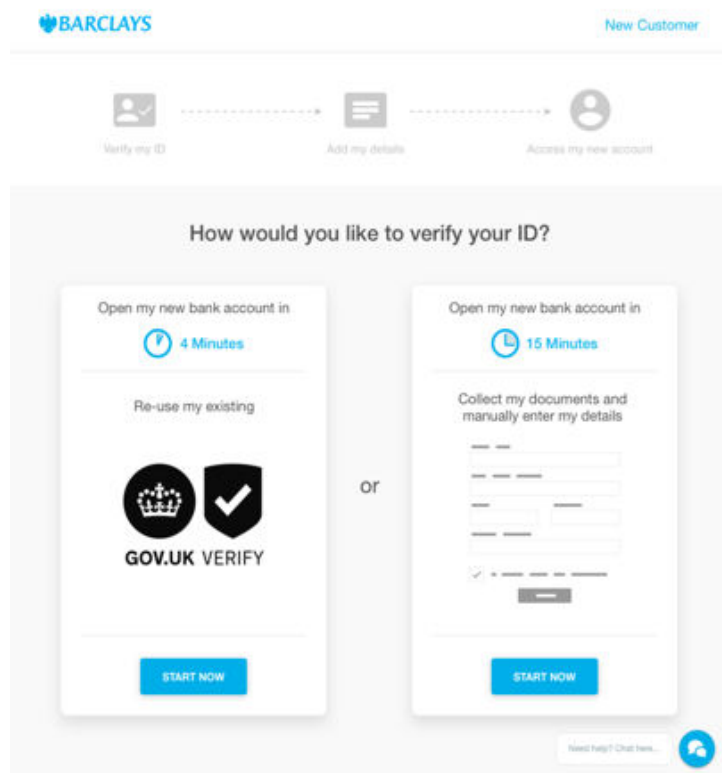 BARCLAYS
New Customer
Verify my ID
Add my details
Access my new account
How would you like to verify your ID?
Open my new bank account in
4 Minutes
Re-use my existing
GOV.UK VERIFY
START NOW
or
Open my new bank account in
15 Minutes
Collect my documents and
manually enter my details
START NOW
Need help? Chat here...